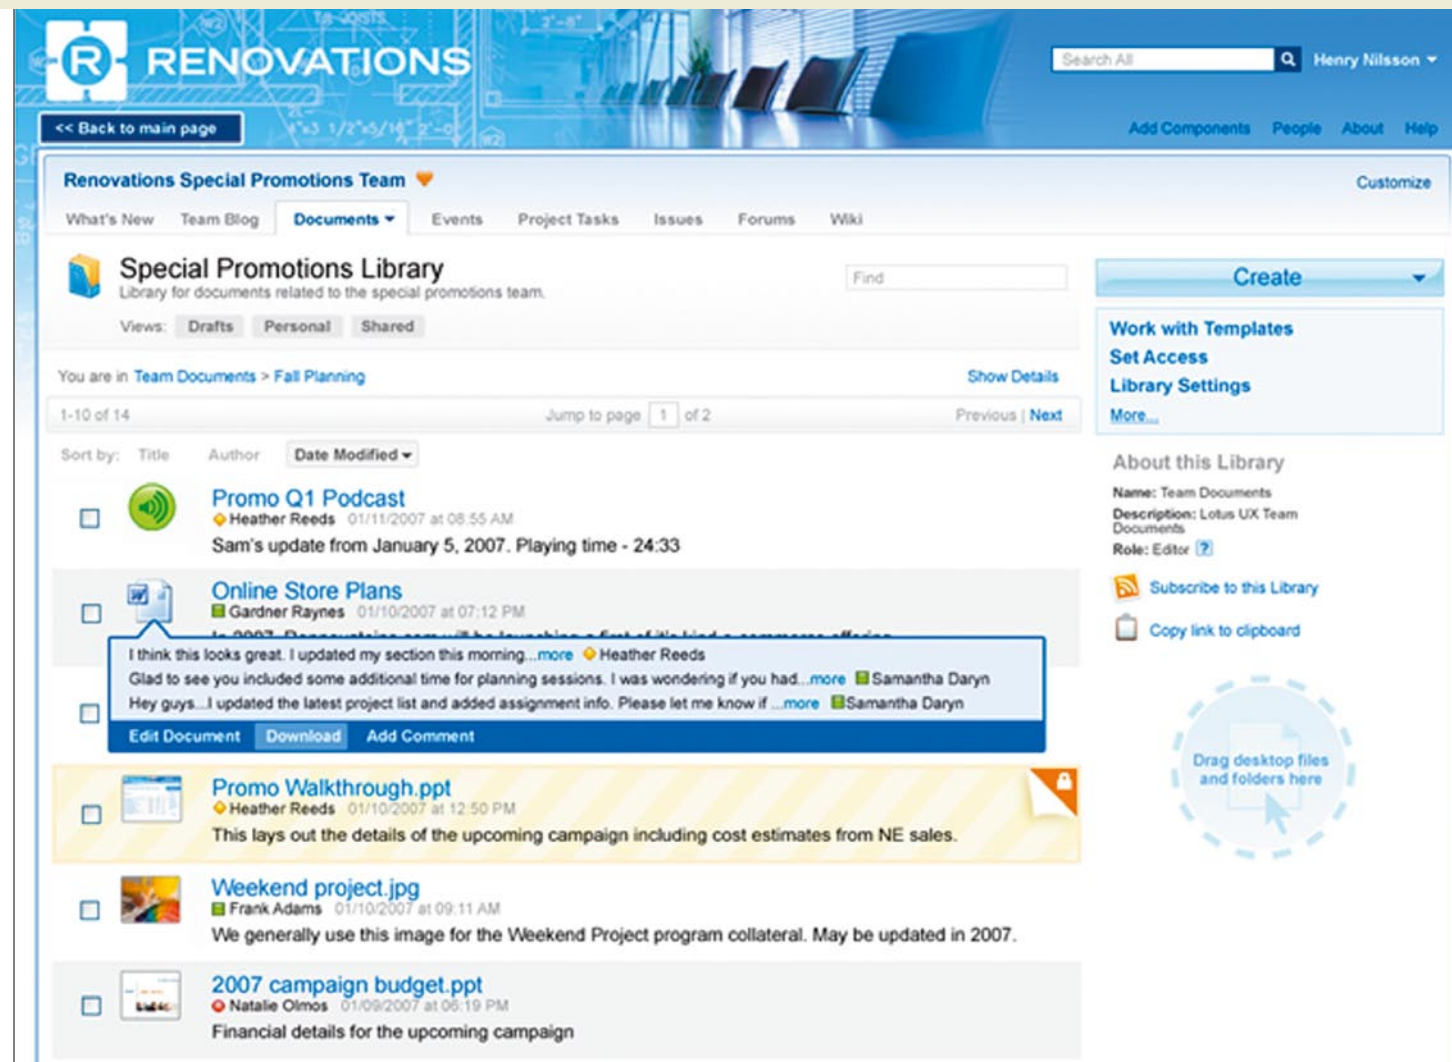 RENOVATIONS
Search All
Henry Nilsson
<< Back to main page
Add Components People About Help
Renovations Special Promotions Team
Customize
What's New Team Blog Documents Events Project Tasks Issues Forums Wiki
Special Promotions Library
Library for documents related to the special promotions team.
Find
Views: Drafts Personal Shared
You are in Team Documents > Fall Planning
Show Details
1-10 of 14
Jump to page 1 of 2
Previous | Next
Sort by: Title Author Date Modified
Promo Q1 Podcast
Heather Reeds 01/11/2007 at 08:55 AM
Sam's update from January 5, 2007. Playing time - 24:33
Online Store Plans
Gardner Raynes 01/10/2007 at 07:12 PM
I think this looks great. I updated my section this morning...more Heather Reeds
Glad to see you included some additional time for planning sessions. I was wondering if you had...more Samantha Daryn
Hey guys...I updated the latest project list and added assignment info. Please let me know if ...more Samantha Daryn
Edit Document Download Add Comment
Promo Walkthrough.ppt
Heather Reeds 01/10/2007 at 12:50 PM
This lays out the details of the upcoming campaign including cost estimates from NE sales.
Weekend project.jpg
Frank Adams 01/10/2007 at 09:11 AM
We generally use this image for the Weekend Project program collateral. May be updated in 2007.
2007 campaign budget.ppt
Natalie Olmos 01/09/2007 at 06:19 PM
Financial details for the upcoming campaign
Create
Work with Templates
Set Access
Library Settings
More...
About this Library
Name: Team Documents
Description: Lotus UX Team
Documents
Role: Editor ?
Subscribe to this Library
Copy link to clipboard
Drag desktop files
and folders here